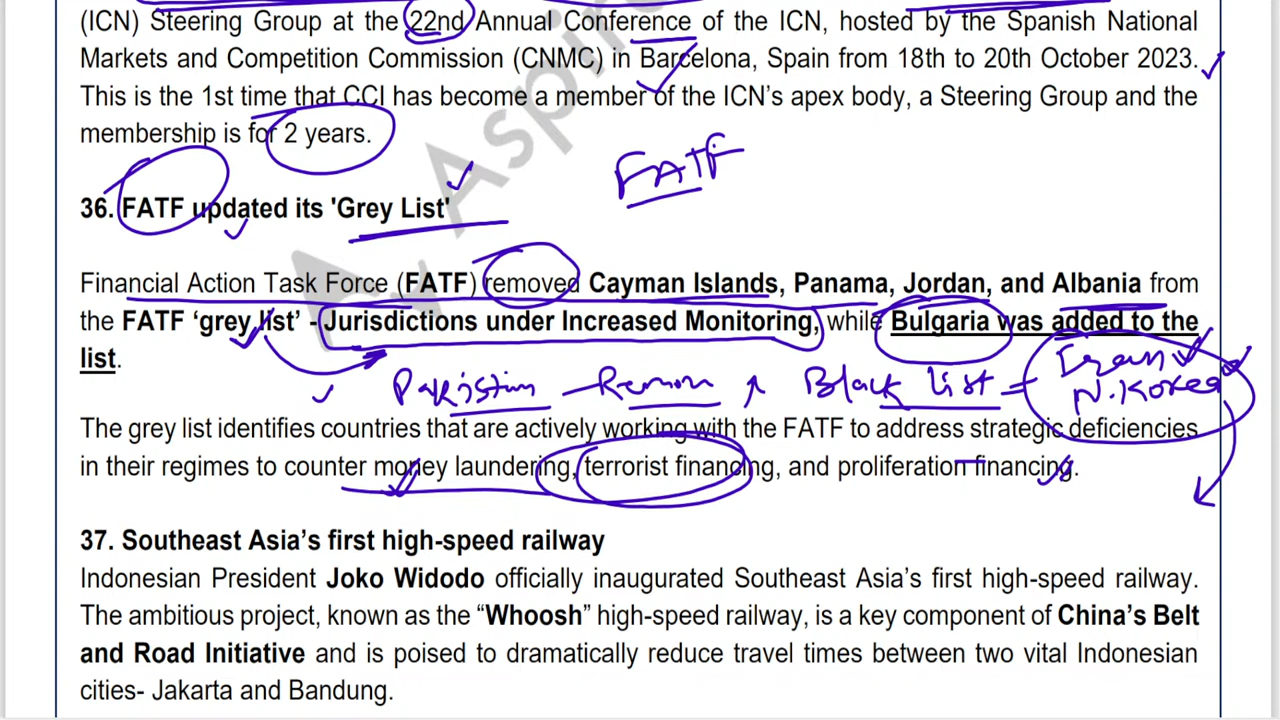 (ICN) Steering Group at the 22nd Annual Conference of the ICN, hosted by the Spanish National
Markets and Competition Commission (CNMC) in Barcelona, Spain from 18th to 20th October 2023.
This is the 1st time that CCI has become a member of the ICN's apex body, a Steering Group and the
membership is for 2 years.
FATF
36. FATF updated its 'Grey List'
Financial Action Task Force (FATF) removed Cayman Islands, Panama, Jordan, and Albania from
the FATF 'grey list' - Jurisdictions under Increased Monitoring, while Bulgaria was added to the
list.
Iran
Pakistan - Remon Black list - N. Korea
The grey list identifies countries that are actively working with the FATF to address strategic deficiencies
in their regimes to counter money laundering, terrorist financing, and proliferation financing.
37. Southeast Asia's first high-speed railway
Indonesian President Joko Widodo officially inaugurated Southeast Asia's first high-speed railway.
The ambitious project, known as the "Whoosh" high-speed railway, is a key component of China's Belt
and Road Initiative and is poised to dramatically reduce travel times between two vital Indonesian
cities- Jakarta and Bandung.